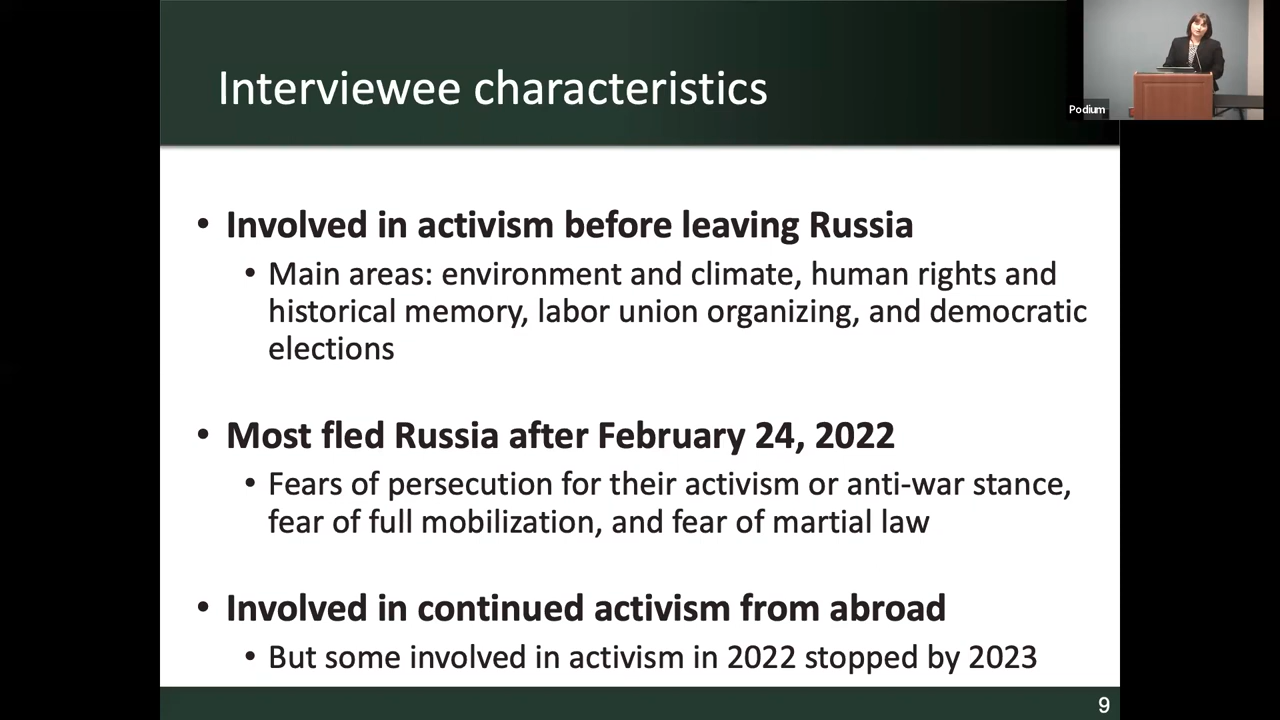 Interviewee characteristics
Podium
• Involved in activism before leaving Russia
• Main areas: environment and climate, human rights and
historical memory, labor union organizing, and democratic
elections
• Most fled Russia after February 24, 2022
• Fears of persecution for their activism or anti-war stance,
fear of full mobilization, and fear of martial law
• Involved in continued activism from abroad
• But some involved in activism in 2022 stopped by 2023
9